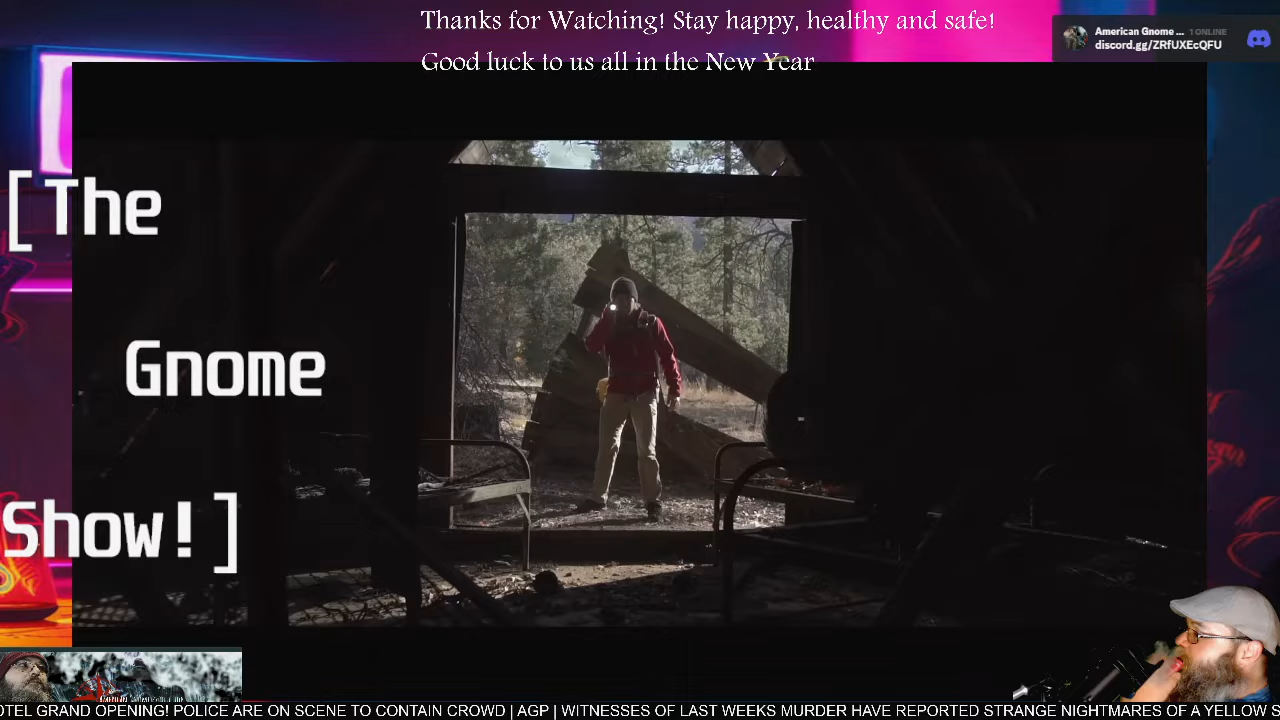 Thanks for Watching! Stay happy, healthy and safe!
Good luck to us all in the New Year
American Gnome ... 1 ONLINE
discord.gg/ZRfUXEcQFU
[The
Gnome
Show!]
OTEL GRAND OPENING! POLICE ARE ON SCENE TO CONTAIN CROWD | AGP | WITNESSES OF LAST WEEKS MURDER HAVE REPORTED STRANGE NIGHTMARES OF A YELLOW S